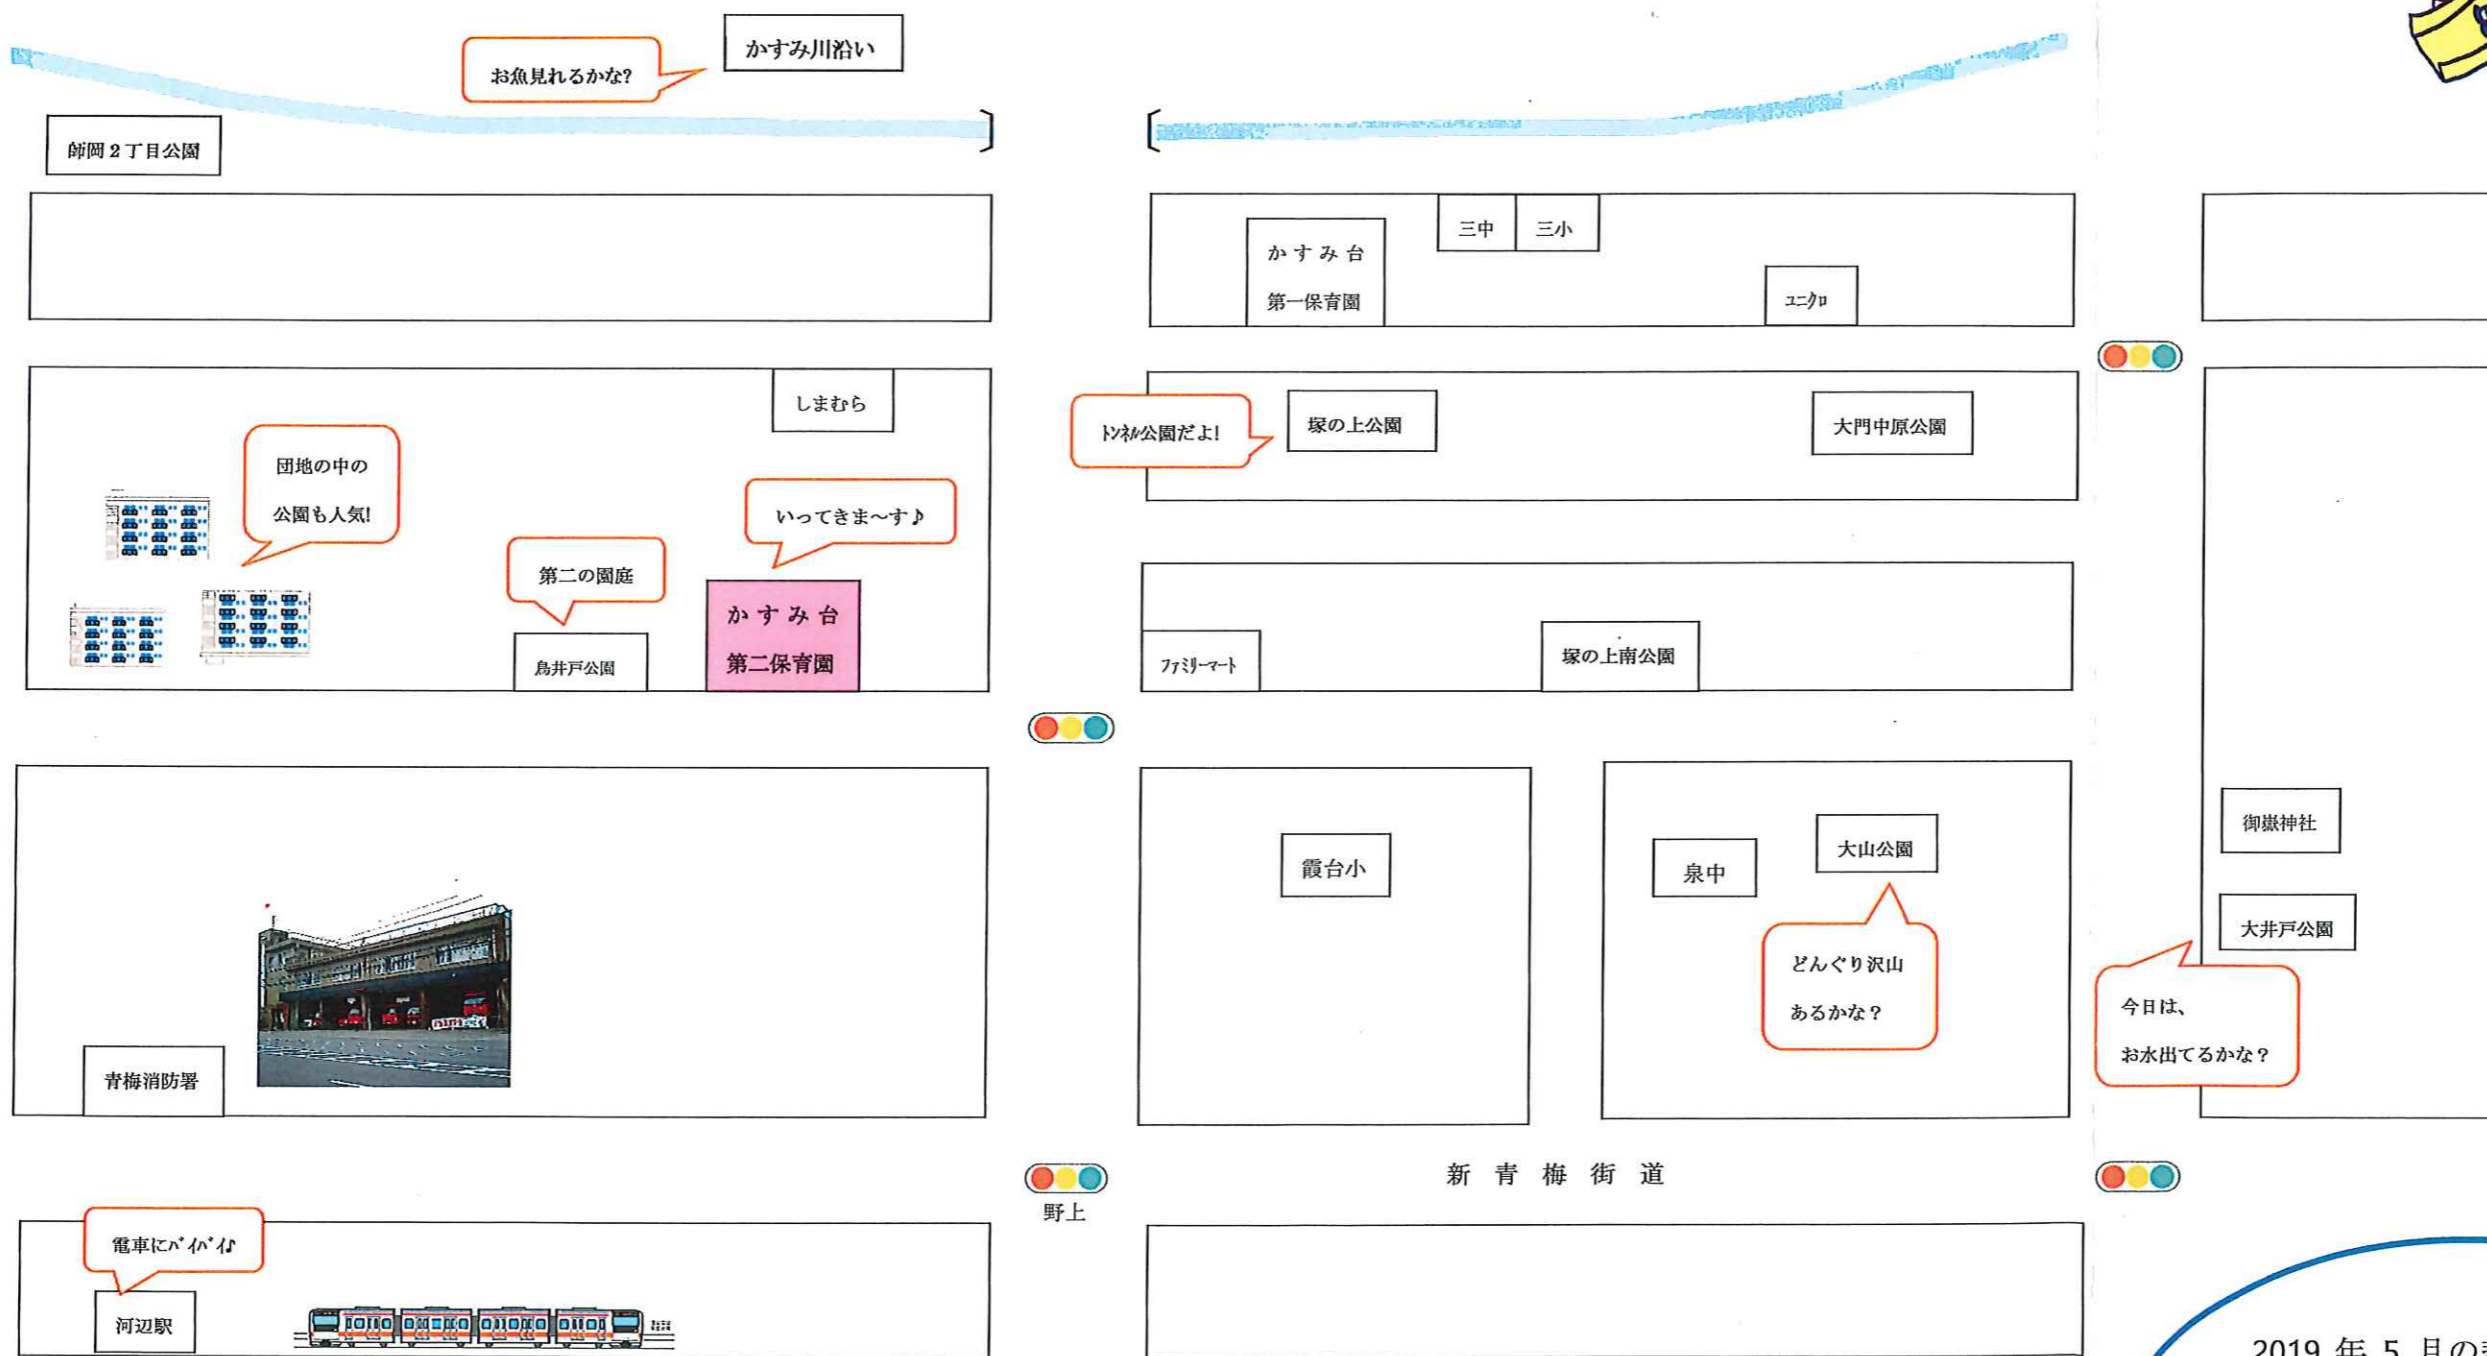 かすみ川沿い
お魚見れるかな?
師岡2丁目公園
かすみ台
第一保育園
三中
三小
ユニクロ
しまむら
団地の中の
公園も人気!
いってきま～す♪
第二の園庭
鳥井戸公園
かすみ台
第二保育園
トンネル公園だよ!
塚の上公園
大門中原公園
ファミリーマート
塚の上南公園
青梅消防署
霞台小
泉中
大山公園
どんぐり沢山
あるかな？
御嶽神社
大井戸公園
今日は、
お水出てるかな？
新青梅街道
野上
電車にバイバイ♪
河辺駅
2019 年 5 月の